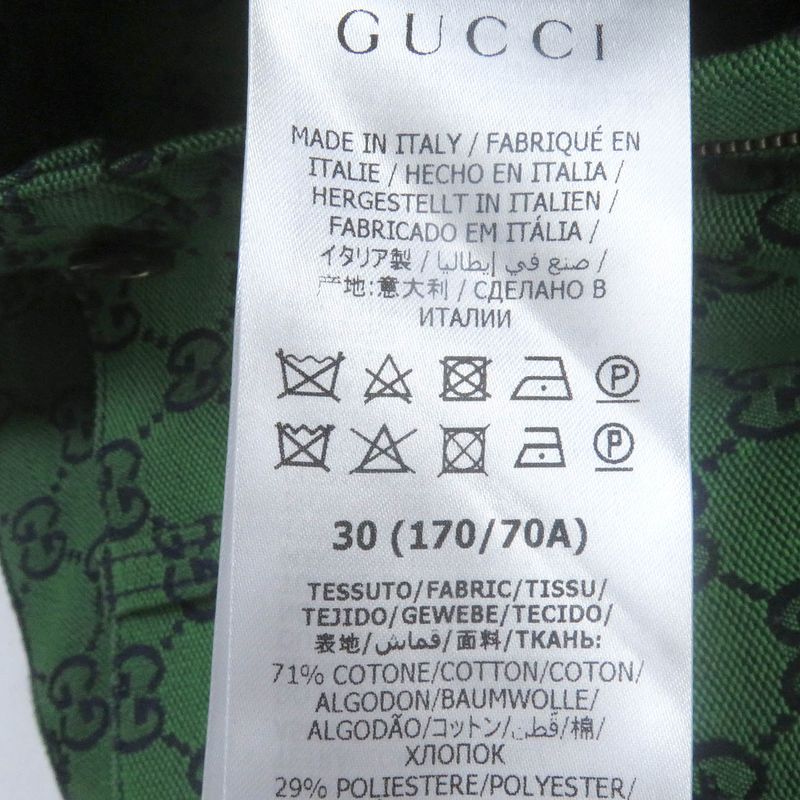 GUCCI
MADE IN ITALY / FABRIQUÉ EN
ITALIE / HECHO EN ITALIA /
HERGESTELLT IN ITALIEN /
FABRICADO EM ITÁLIA /
イタリア製 / صنع في إيطاليا /
产地:意大利 / СДЕЛАНО В
ИТАЛИИ
P
P
30 (170/70A)
TESSUTO/FABRIC/TISSU/
TEJIDO/GEWEBE/TECIDO/
表地/قماش/面料/ТКАНЬ:
71% COTONE/COTTON/COTON/
ALGODON/BAUMWOLLE/
ALGODÃO/コットン/قطن/棉/
ХЛОПОК
29% POLIESTERE/POLYESTER/